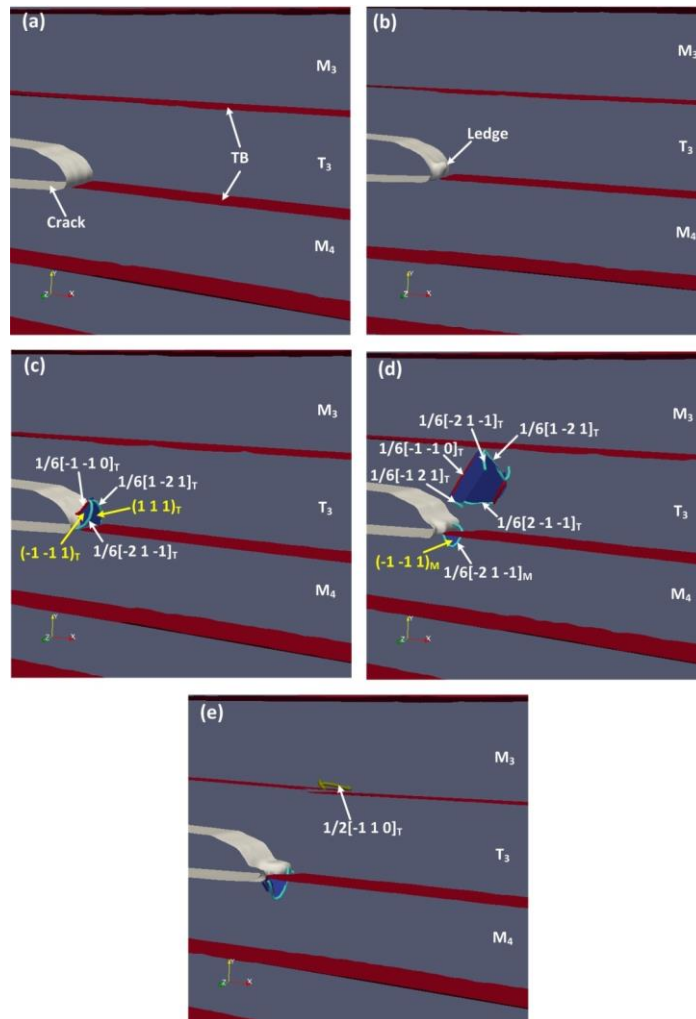 (a)
M3
TB
T3
Crack
M4
Y
Z X
(b)
M3
Ledge
T3
M4
Y
Z X
(c)
M3
1/6[-1 -1 0]T
1/6[1 -2 1]T
(1 1 1)T
T3
(-1 -1 1)T
1/6[-2 1 -1]T
M4
Y
Z X
(d)
1/6[-2 1 -1]T
M3
1/6[1 -2 1]T
1/6[-1 -1 0]T
1/6[-1 2 1]T
T3
1/6[2 -1 -1]T
(-1 -1 1)M
1/6[-2 1 -1]M
M4
Y
Z X
(e)
M3
1/2[-1 1 0]T
T3
M4
Y
Z X